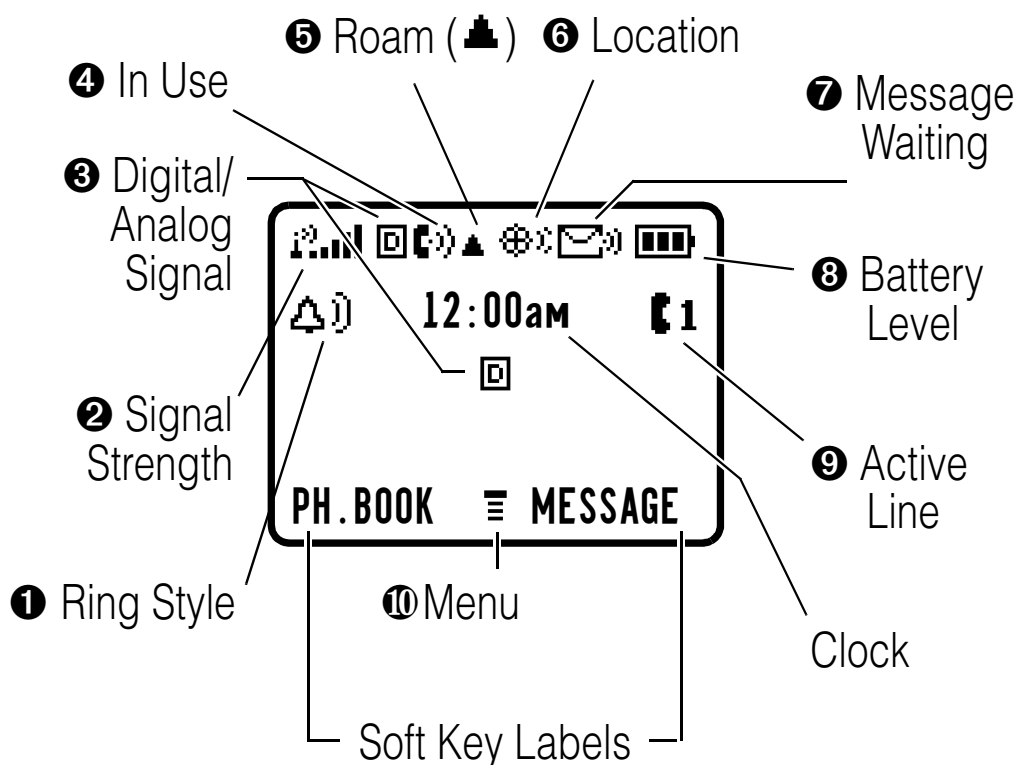 ❺ Roam (▲) ❻ Location
❹ In Use
❼ Message
Waiting
❸ Digital/
Analog
Signal
D
❽ Battery
Level
12:00AM
1
D
❷ Signal
Strength
❾ Active
Line
PH.BOOK MESSAGE
❶ Ring Style
❿ Menu
Clock
Soft Key Labels